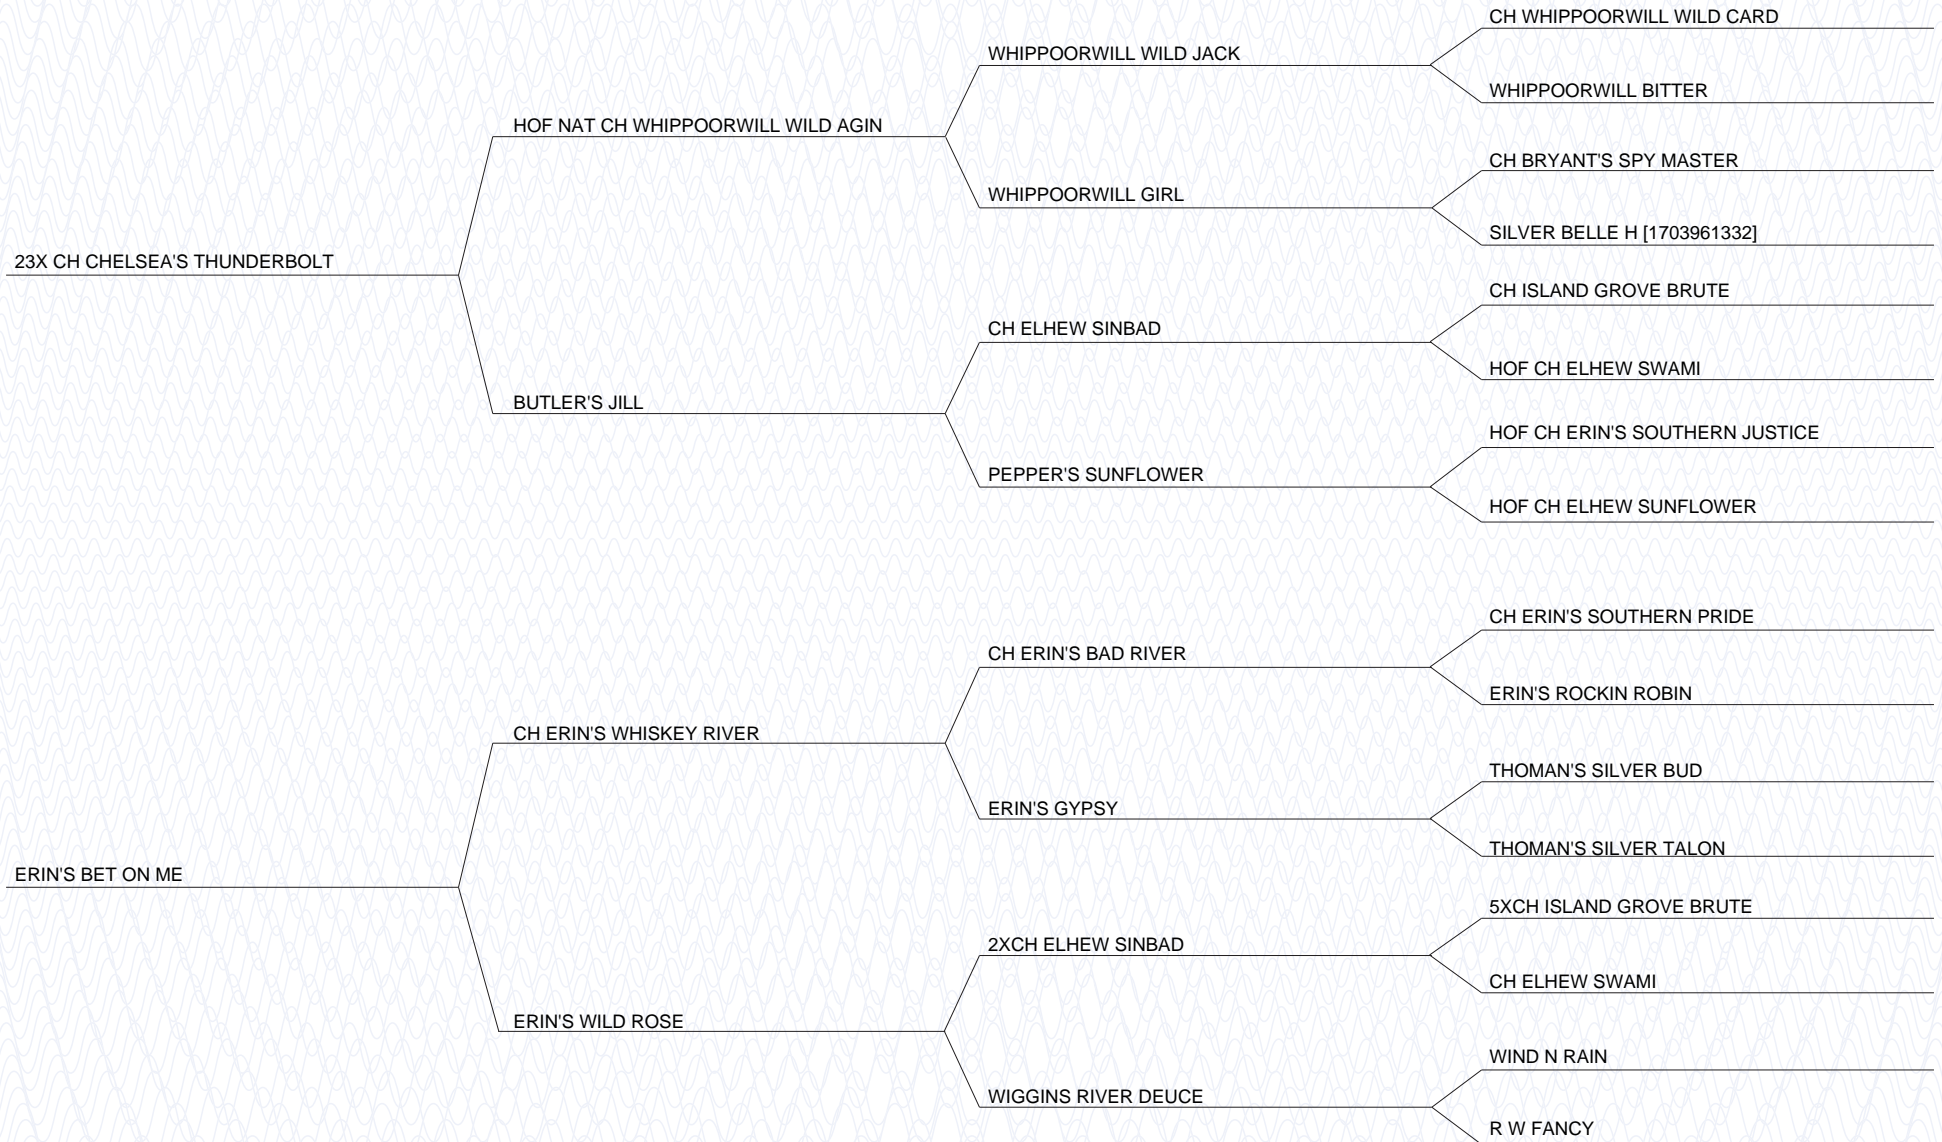 CH WHIPPOORWILL WILD CARD
WHIPPOORWILL WILD JACK
WHIPPOORWILL BITTER
HOF NAT CH WHIPPOORWILL WILD AGIN
CH BRYANT'S SPY MASTER
WHIPPOORWILL GIRL
SILVER BELLE H [1703961332]
23X CH CHELSEA'S THUNDERBOLT
CH ISLAND GROVE BRUTE
CH ELHEW SINBAD
HOF CH ELHEW SWAMI
BUTLER'S JILL
HOF CH ERIN'S SOUTHERN JUSTICE
PEPPER'S SUNFLOWER
HOF CH ELHEW SUNFLOWER
CH ERIN'S SOUTHERN PRIDE
CH ERIN'S BAD RIVER
ERIN'S ROCKIN ROBIN
CH ERIN'S WHISKEY RIVER
THOMAN'S SILVER BUD
ERIN'S GYPSY
THOMAN'S SILVER TALON
ERIN'S BET ON ME
5XCH ISLAND GROVE BRUTE
2XCH ELHEW SINBAD
CH ELHEW SWAMI
ERIN'S WILD ROSE
WIND N RAIN
WIGGINS RIVER DEUCE
R W FANCY